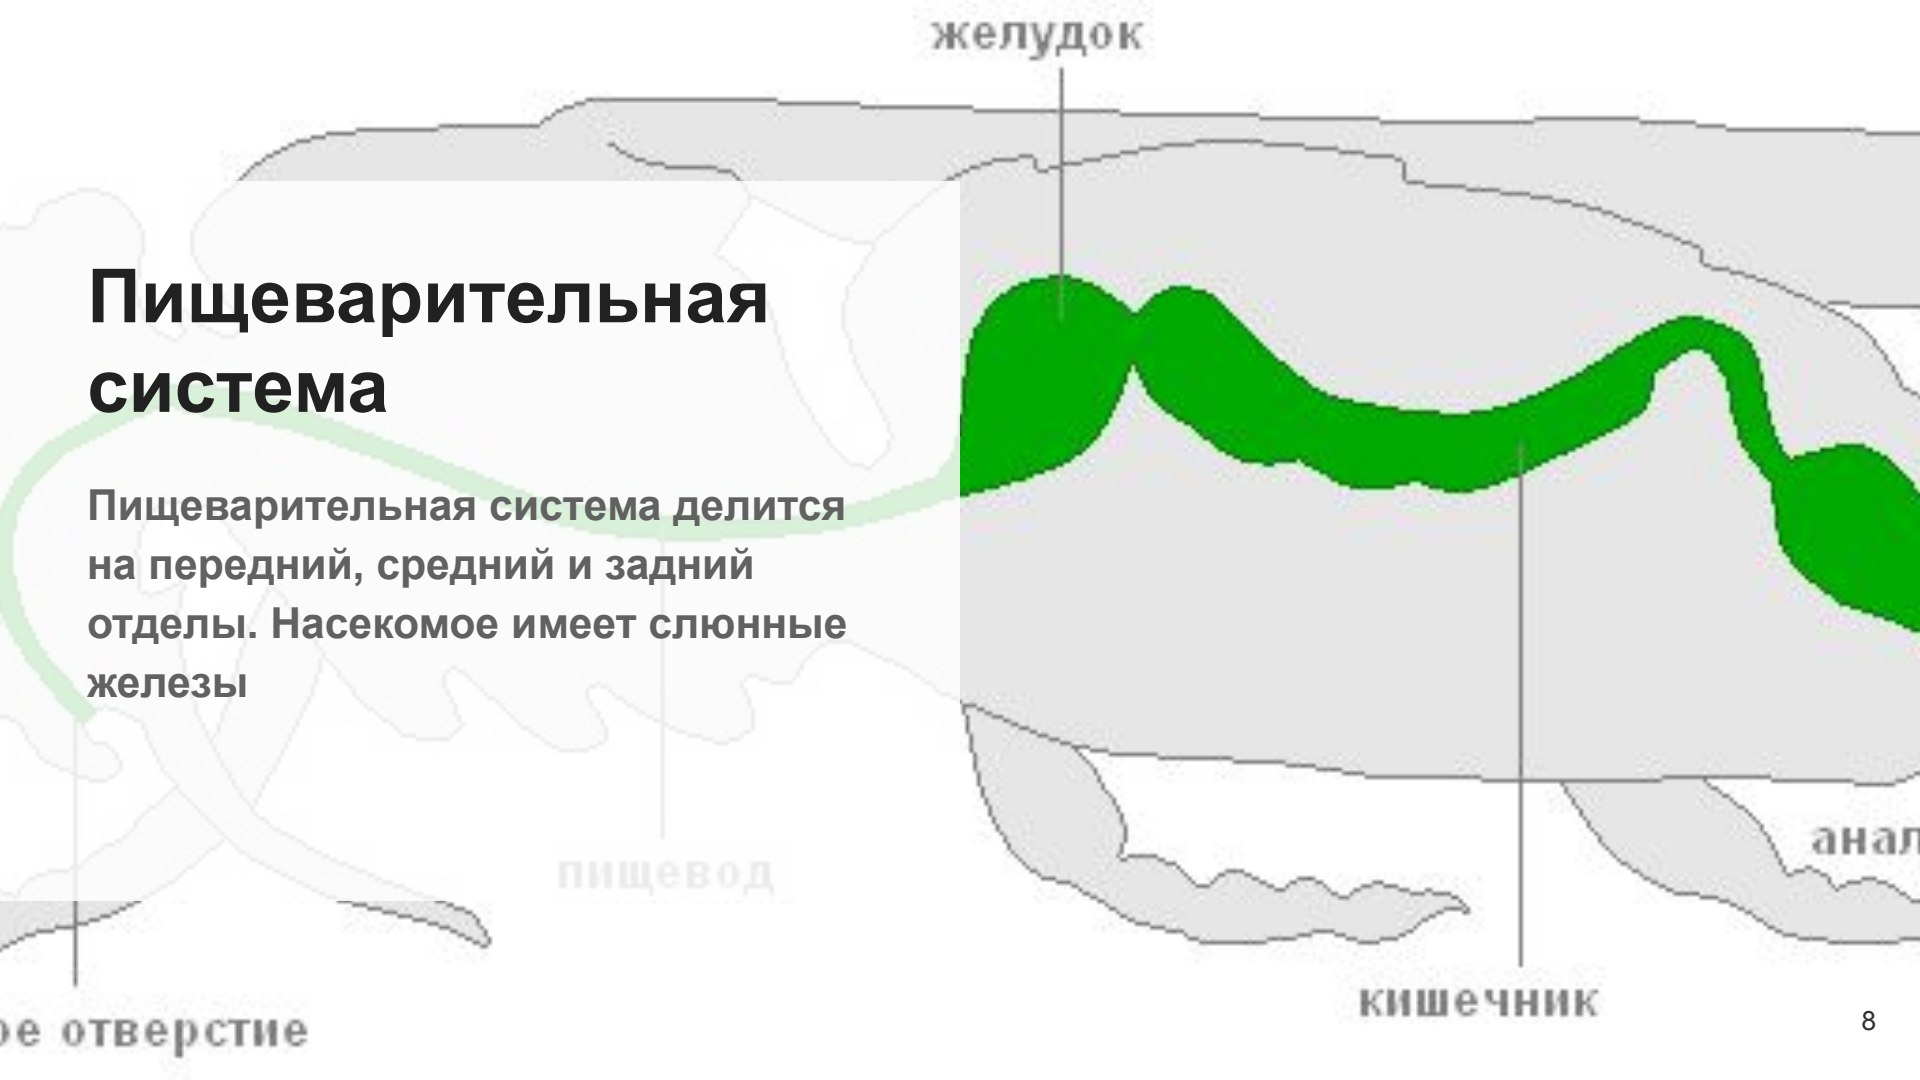 желудок
Пищеварительная
система
Пищеварительная система делится
на передний, средний и задний
отделы. Насекомое имеет слюнные
железы
пищевод
анал
кишечник
ое отверстие
8